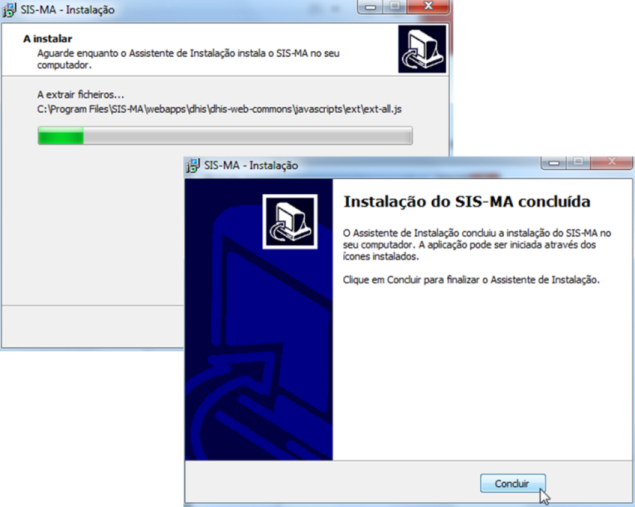 SIS-MA - Instalação
A instalar
Aguarde enquanto o Assistente de Instalação instala o SIS-MA no seu
computador.
A extrair ficheiros...
C:\Program Files\SIS-MA\webapps\dhis\dhis-web-commons\javascripts\ext\ext-all.js
SIS-MA - Instalação
Instalação do SIS-MA concluída
O Assistente de Instalação concluiu a instalação do SIS-MA no
seu computador. A aplicação pode ser iniciada através dos
ícones instalados.
Clique em Concluir para finalizar o Assistente de Instalação.
Concluir